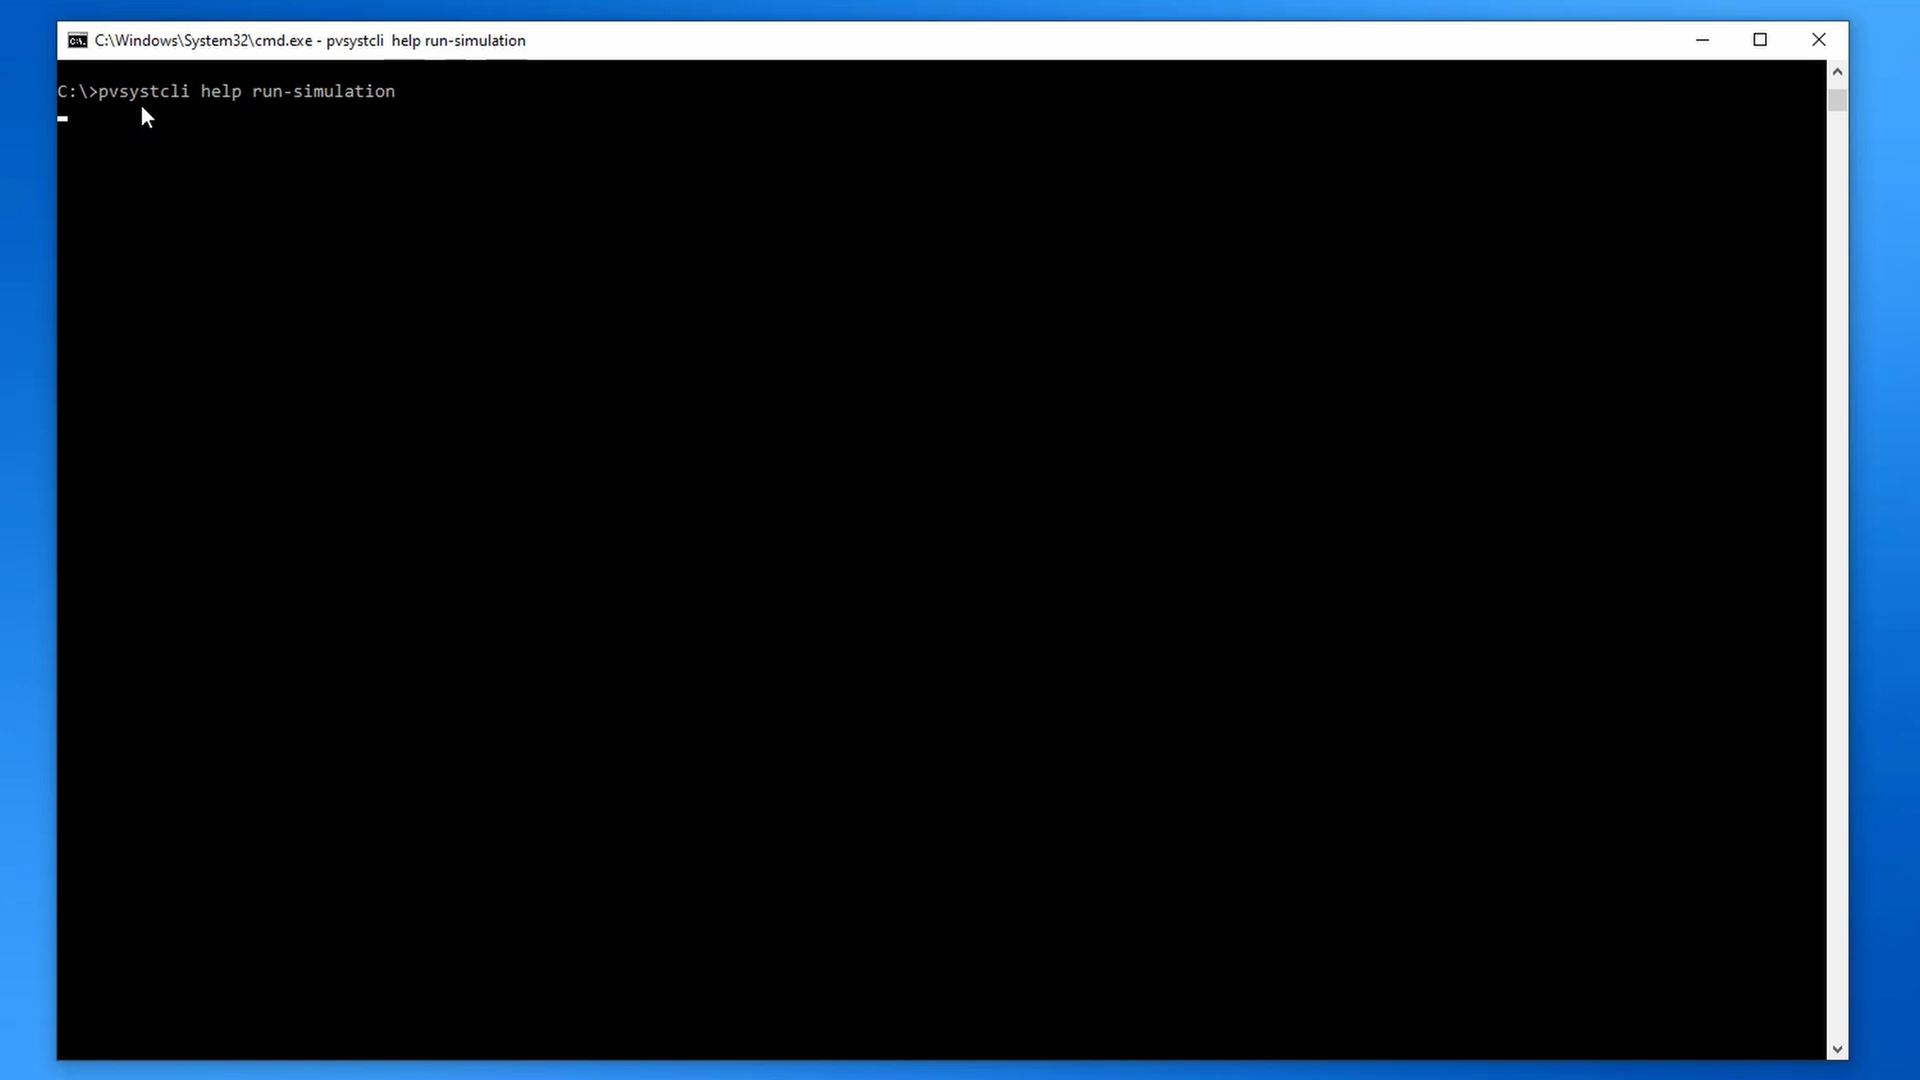 C:\Windows\System32\cmd.exe - pvsystcli  help run-simulation
C:\>pvsystcli help run-simulation